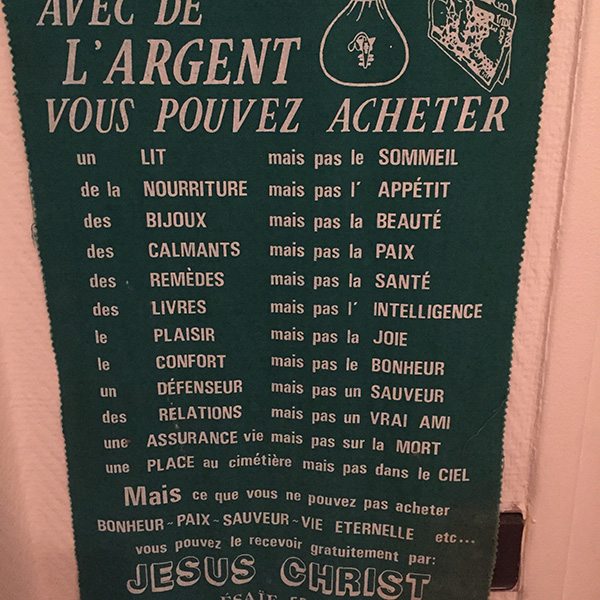 AVEC DE
L'ARGENT
VOUS POUVEZ ACHETER
un LIT mais pas le SOMMEIL
de la NOURRITURE mais pas l' APPÉTIT
des BIJOUX mais pas la BEAUTÉ
des CALMANTS mais pas la PAIX
des REMÈDES mais pas la SANTÉ
des LIVRES mais pas l' INTELLIGENCE
le PLAISIR mais pas la JOIE
le CONFORT mais pas le BONHEUR
un DÉFENSEUR mais pas un SAUVEUR
des RELATIONS mais pas un VRAI AMI
une ASSURANCE vie mais pas sur la MORT
une PLACE au cimétière mais pas dans le CIEL
Mais ce que vous ne pouvez pas acheter
BONHEUR~PAIX~SAUVEUR~VIE ETERNELLE etc...
vous pouvez le recevoir gratuitement par:
JESUS CHRIST
ÉSAÏE